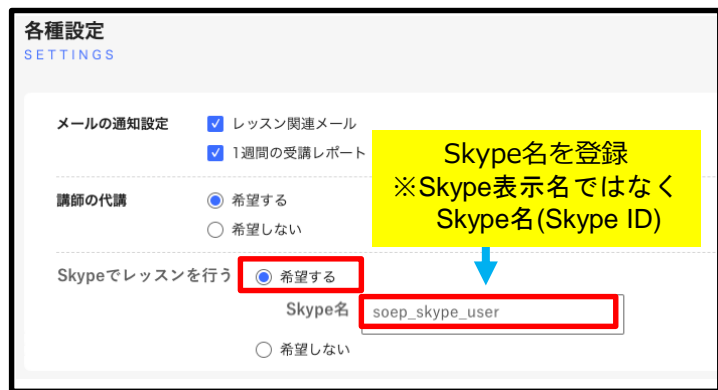 各種設定
SETTINGS
メールの通知設定
レッスン関連メール
1週間の受講レポート
Skype名を登録
※Skype表示名ではなく
Skype名(Skype ID)
講師の代講
希望する
希望しない
Skypeでレッスンを行う
希望する
Skype名
soep_skype_user
希望しない